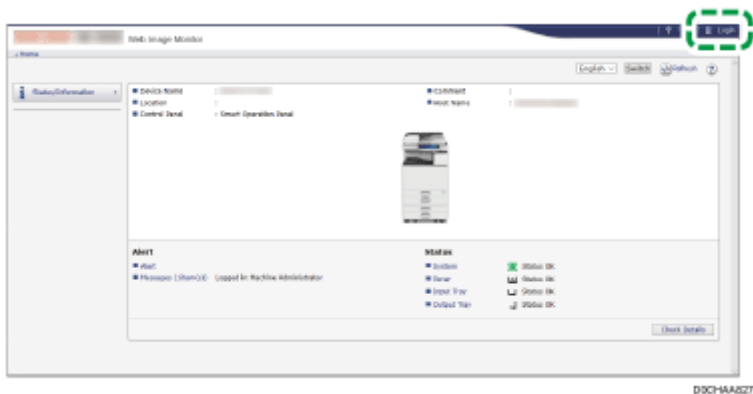 Web Image Monitor
Login
Home
English Switch Refresh
Status/Information
Device Name :
Location :
Control Panel : Smart Operation Panel
Comment :
Host Name :
Alert
Alert
Messages (1item(s)) Logged in: Machine Administrator
Status
System Status OK
Toner Status OK
Input Tray Status OK
Output Tray Status OK
Check Details
D0CHAA827